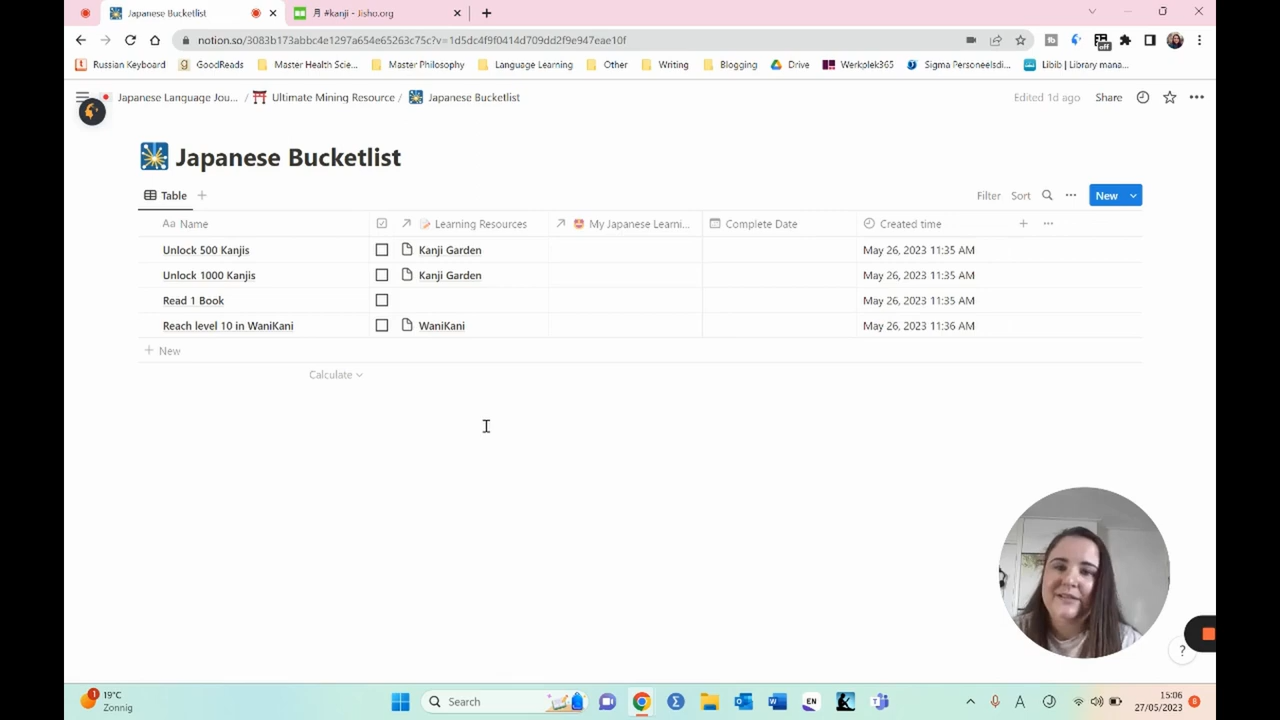 Japanese Bucketlist
月 #kanji - Jisho.org
notion.so/3083b173abbc4e1297a654e65263c75c?v=1d5dc4f9f0414d709dd2f9e947eae10f
off
Russian Keyboard
GoodReads
Master Health Scie...
Master Philosophy
Language Learning
Other
Writing
Blogging
Drive
Werkplek365
Sigma Personeelsdi...
Libib | Library mana...
Japanese Language Jou... / Ultimate Mining Resource / Japanese Bucketlist
Edited 1d ago
Share
Japanese Bucketlist
Table
Filter
Sort
New
Aa Name
Learning Resources
My Japanese Learni...
Complete Date
Created time
Unlock 500 Kanjis
Kanji Garden
May 26, 2023 11:35 AM
Unlock 1000 Kanjis
Kanji Garden
May 26, 2023 11:35 AM
Read 1 Book
May 26, 2023 11:35 AM
Reach level 10 in WaniKani
WaniKani
May 26, 2023 11:36 AM
New
Calculate
?
1
19°C
Zonnig
Search
EN
A
15:06
27/05/2023
8